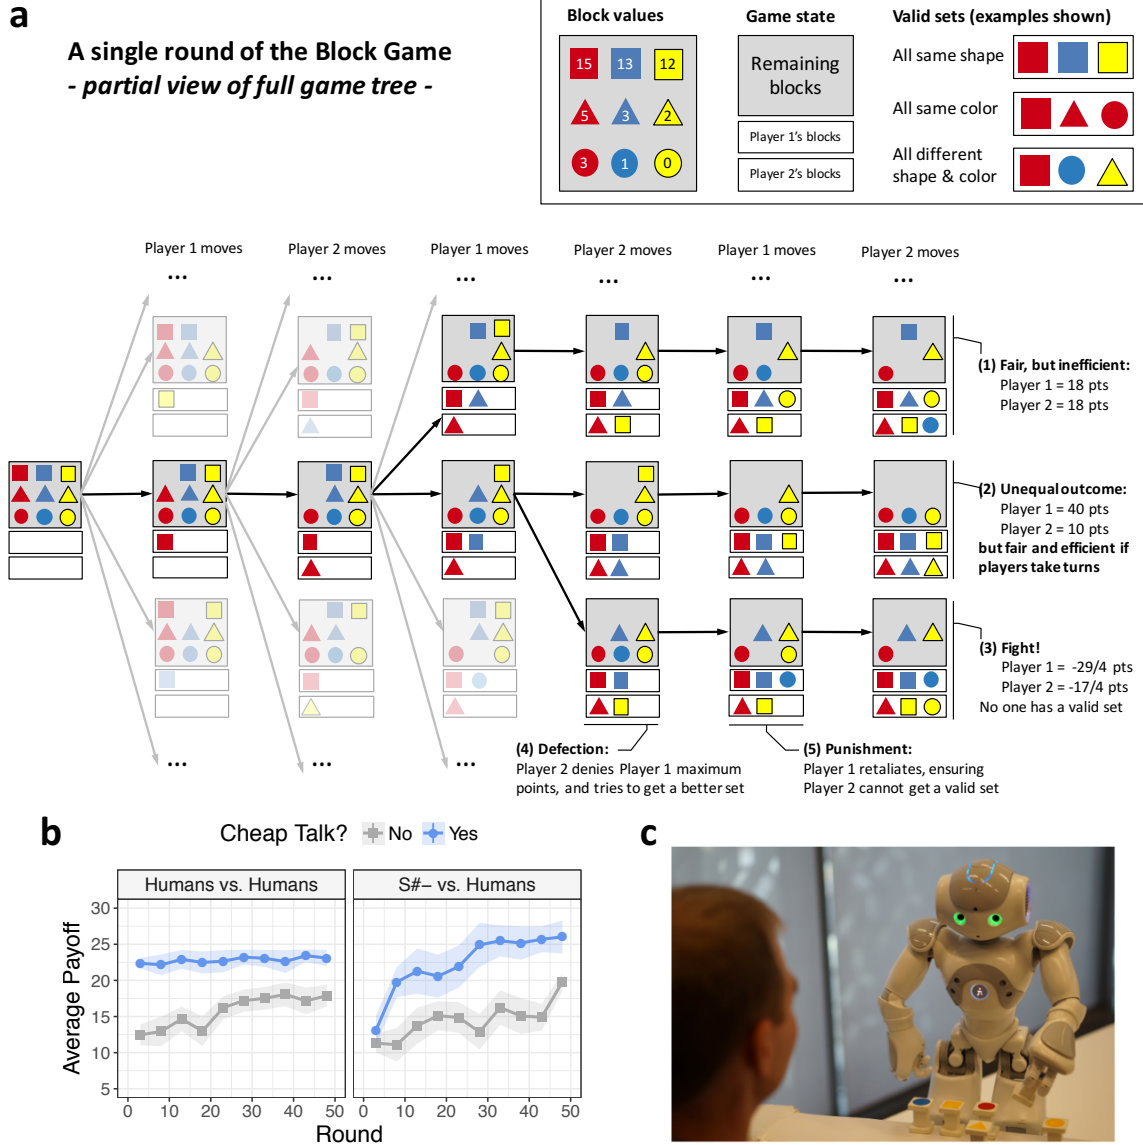 a
A single round of the Block Game
- partial view of full game tree -
Block values
15 13 12
5 3 2
3 1 0
Game state
Remaining
blocks
Player 1's blocks
Player 2's blocks
Valid sets (examples shown)
All same shape
All same color
All different
shape & color
Player 1 moves
Player 2 moves
Player 1 moves
Player 2 moves
Player 1 moves
Player 2 moves
... ... ... ... ... ...
(1) Fair, but inefficient:
Player 1 = 18 pts
Player 2 = 18 pts
(2) Unequal outcome:
Player 1 = 40 pts
Player 2 = 10 pts
but fair and efficient if
players take turns
(3) Fight!
Player 1 = -29/4 pts
Player 2 = -17/4 pts
No one has a valid set
... ... ...
(4) Defection:
Player 2 denies Player 1 maximum
points, and tries to get a better set
(5) Punishment:
Player 1 retaliates, ensuring
Player 2 cannot get a valid set
b
Cheap Talk? No Yes
Humans vs. Humans
S#- vs. Humans
Average Payoff
30
25
20
15
10
5
0 10 20 30 40 50
0 10 20 30 40 50
Round
c